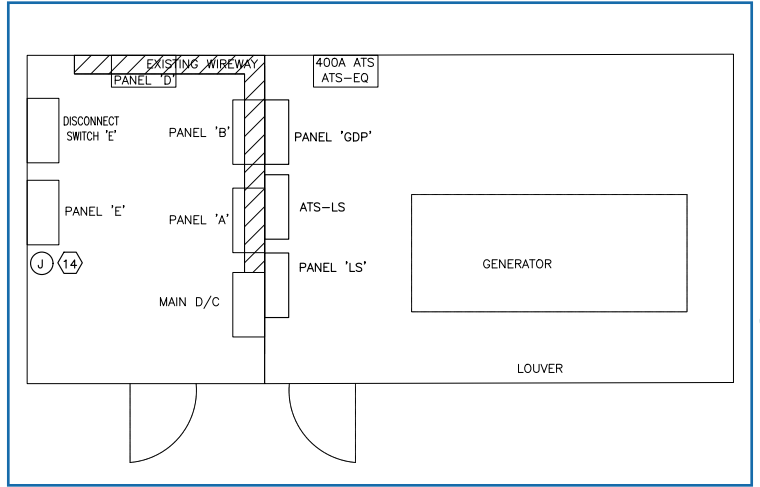 EXISTING WIREWAY
400A ATS
ATS-EQ
PANEL 'D'
DISCONNECT
SWITCH 'E'
PANEL 'B'
PANEL 'GDP'
PANEL 'E'
PANEL 'A'
ATS-LS
J 14
PANEL 'LS'
GENERATOR
MAIN D/C
LOUVER